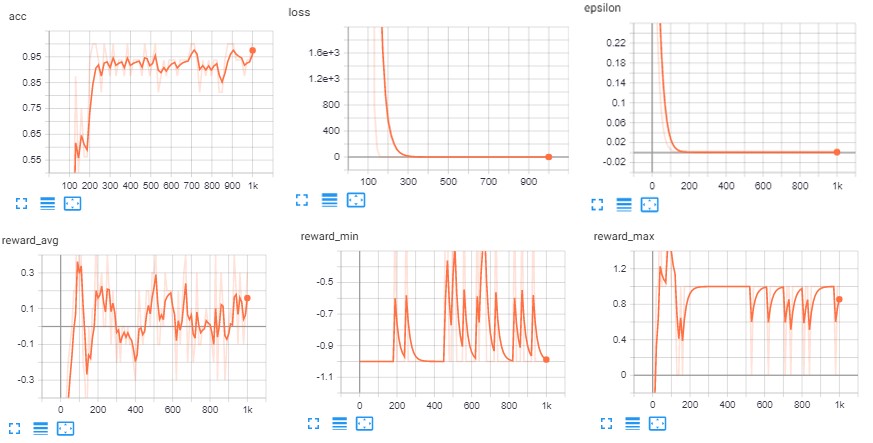 acc
0.95
0.85
0.75
0.65
0.55
100 200 300 400 500 600 700 800 900 1k
loss
1.6e+3
1.2e+3
800
400
0
100 300 500 700 900
epsilon
0.22
0.18
0.14
0.1
0.06
0.02
-0.02
0 200 400 600 800 1k
reward_avg
0.3
0.1
-0.1
-0.3
0 200 400 600 800 1k
reward_min
-0.5
-0.7
-0.9
-1.1
0 200 400 600 800 1k
reward_max
1.2
0.8
0.4
0
0 200 400 600 800 1k